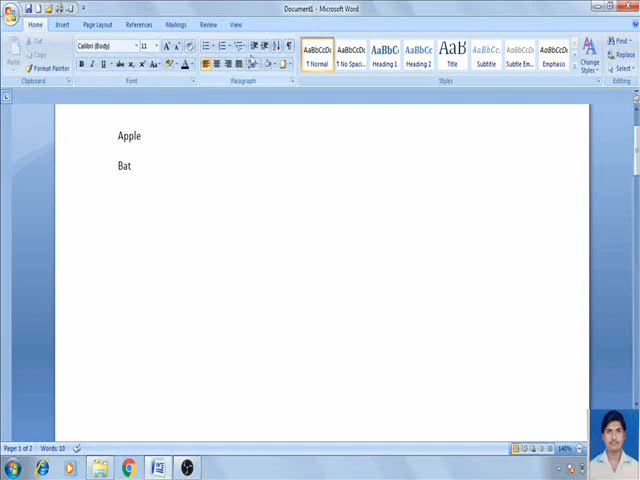 Document1 - Microsoft Word
Home Insert Page Layout References Mailings Review View
Cut
Copy
Paste
Format Painter
Clipboard
Calibri (Body) 11
Font
Paragraph
AaBbCcDc AaBbCcDc AaBbC AaBbCc AaB AaBbCc. AaBbCcDc AaBbCcDc
¶ Normal ¶ No Spaci... Heading 1 Heading 2 Title Subtitle Subtle Em... Emphasis
Styles
Change Styles
Find
Replace
Select
Editing
Apple
Bat
Page: 1 of 2 Words: 10
140%